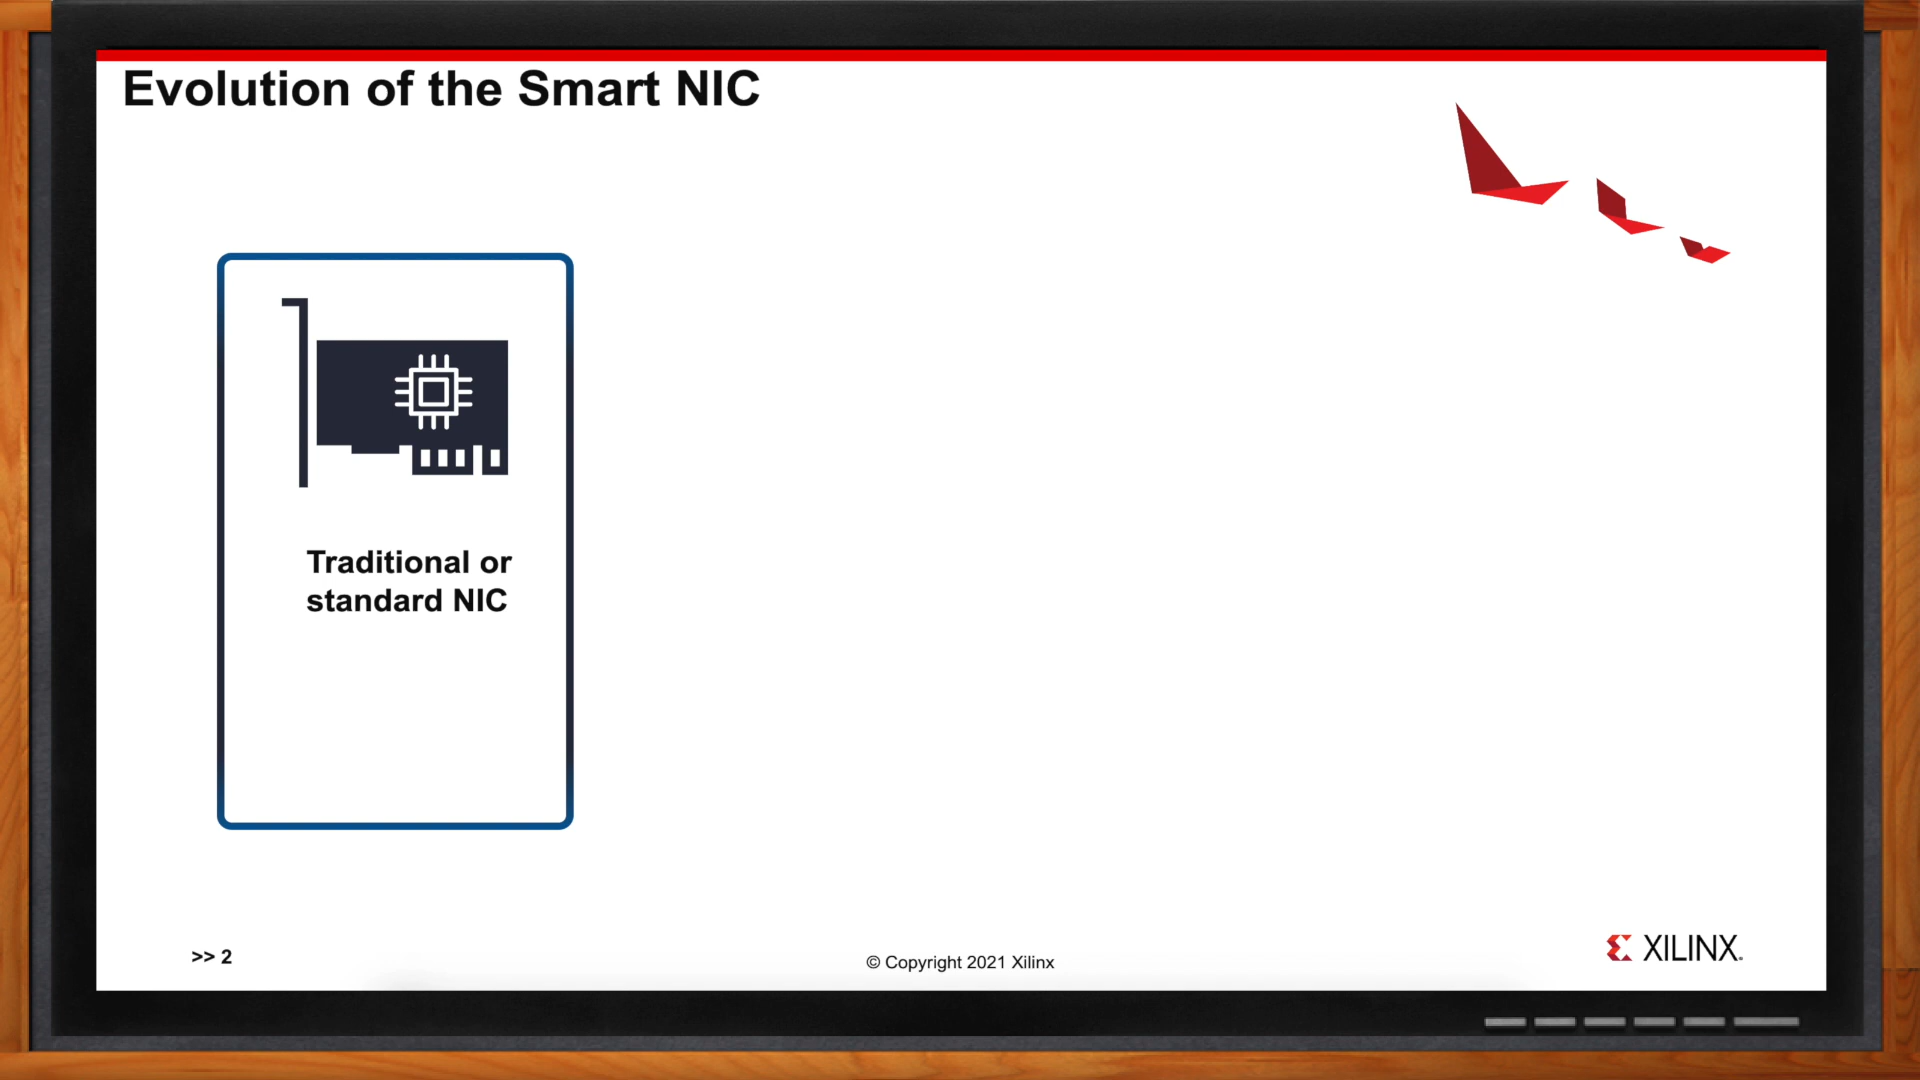 Evolution of the Smart NIC
Traditional or
standard NIC
>> 2
© Copyright 2021 Xilinx
XILINX.